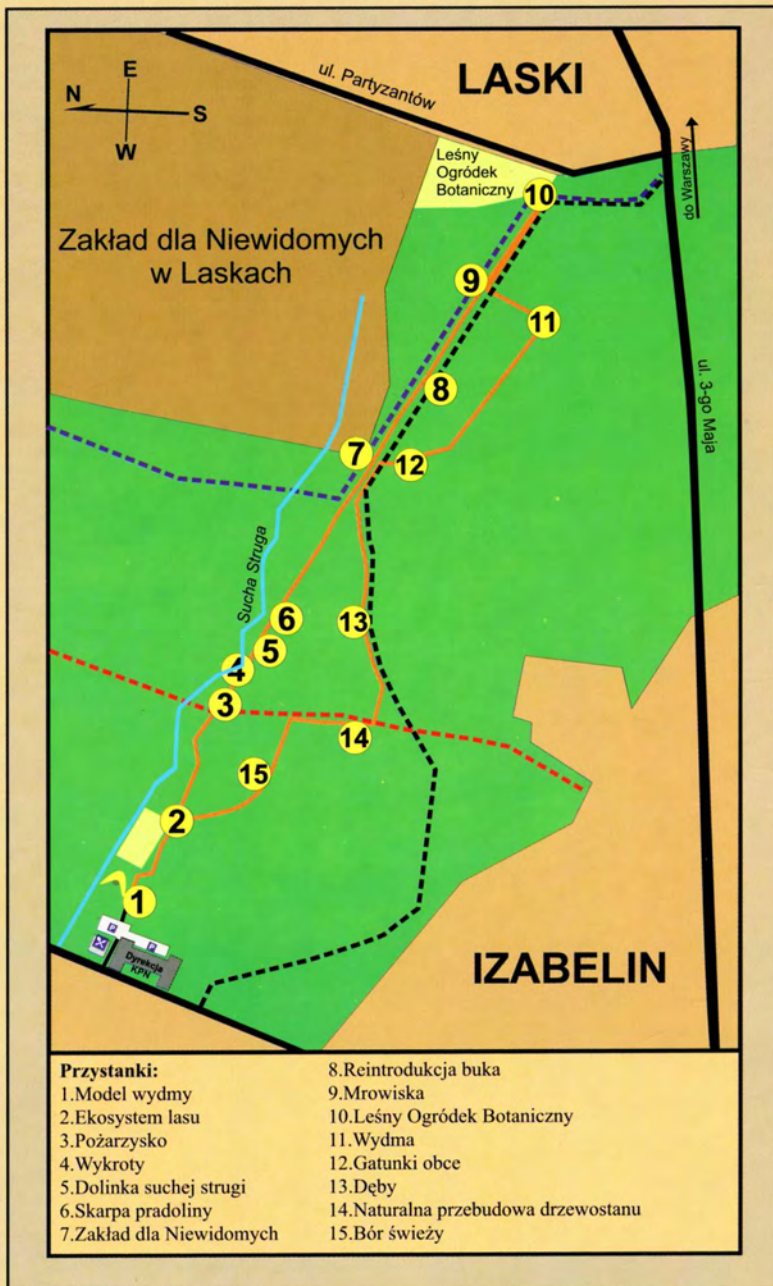 LASKI
ul. Partyzantów
E
N
S
W
Leśny
Ogródek
Botaniczny
do Warszawy
10
Zakład dla Niewidomych
w Laskach
9
11
ul. 3-go Maja
8
7
12
Sucha Struga
6
13
5
4
3
14
15
2
1
P
P
Dyrekcja
KPN
IZABELIN
Przystanki:
1.Model wydmy
2.Ekosystem lasu
3.Pożarzysko
4.Wykroty
5.Dolinka suchej strugi
6.Skarpa pradoliny
7.Zakład dla Niewidomych
8.Reintrodukcja buka
9.Mrowiska
10.Leśny Ogródek Botaniczny
11.Wydma
12.Gatunki obce
13.Dęby
14.Naturalna przebudowa drzewostanu
15.Bór świeży